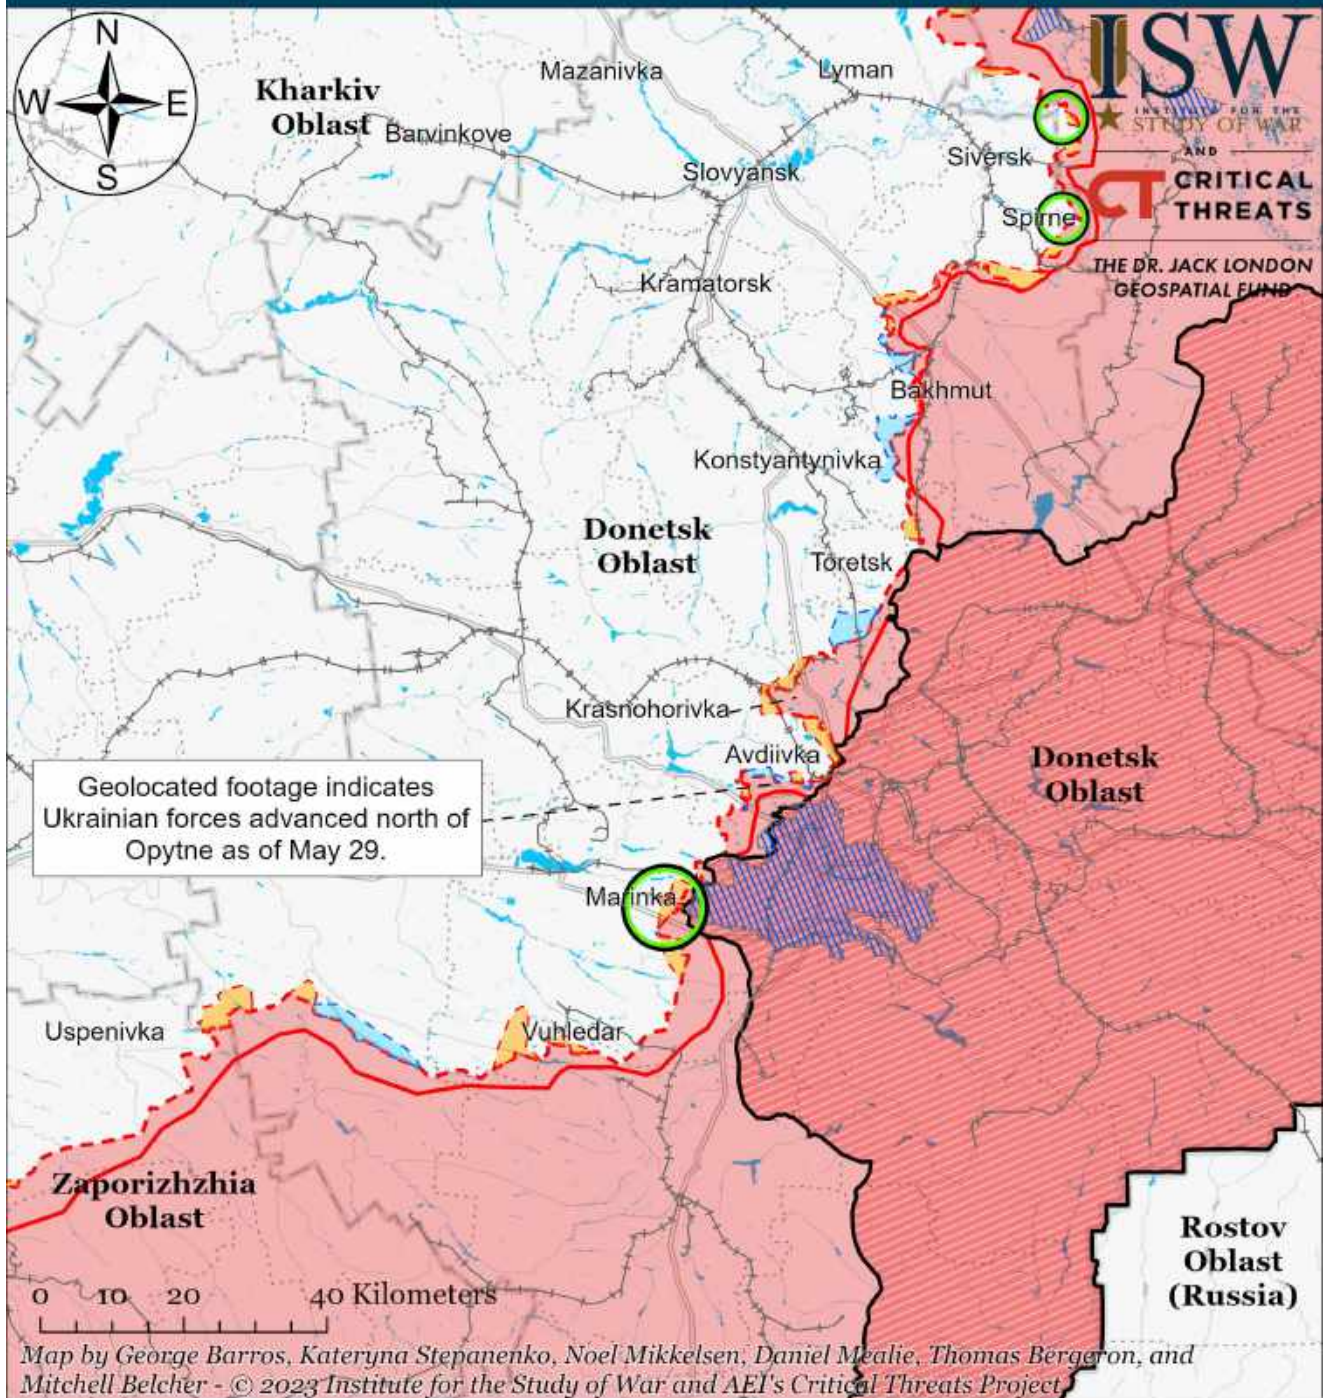 N
W
E
S
Kharkiv
Oblast
Barvinkove
Mazanivka
Lyman
Slovyansk
Siversk
Spirne
Kramatorsk
ISW
INSTITUTE FOR THE
STUDY OF WAR
AND
CT
CRITICAL
THREATS
THE DR. JACK LONDON
GEOSPATIAL FUND
Bakhmut
Konstyantynivka
Donetsk
Oblast
Toretsk
Krasnohorivka
Avdiivka
Donetsk
Oblast
Geolocated footage indicates
Ukrainian forces advanced north of
Opytne as of May 29.
Marinka
Uspenivka
Vuhledar
Zaporizhzhia
Oblast
Rostov
Oblast
(Russia)
0 10 20 40 Kilometers
Map by George Barros, Kateryna Stepanenko, Noel Mikkelsen, Daniel Mealie, Thomas Bergeron, and
Mitchell Belcher - © 2023 Institute for the Study of War and AEI's Critical Threats Project